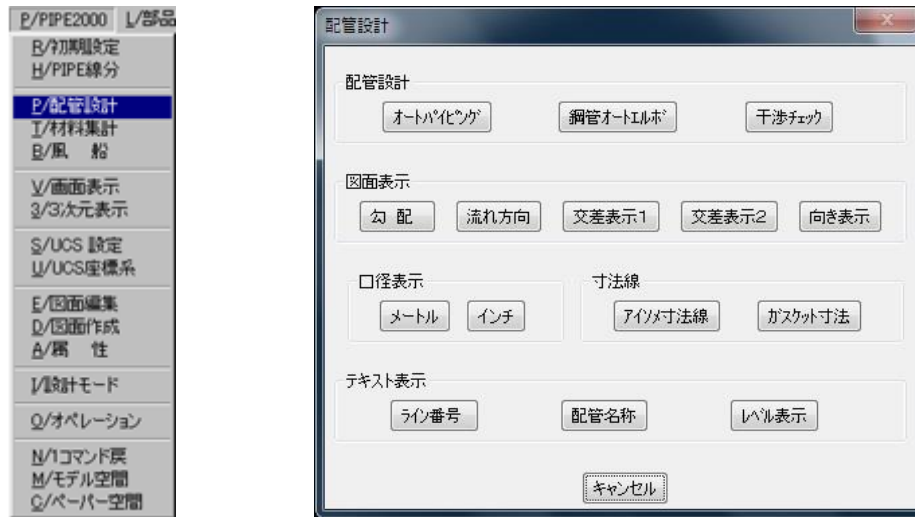 P/PIPE2000 L/部品
R/初期設定
H/PIPE線分
P/配管設計
T/材料集計
B/風 船
V/画面表示
3/3次元表示
S/UCS 設定
U/UCS座標系
E/図面編集
D/図面作成
A/属 性
I/設計モード
O/オペレーション
N/1コマンド戻
M/モデル空間
C/ペーパー空間
配管設計
配管設計
オートパイピング 鋼管オートエルボ 干渉チェック
図面表示
勾 配 流れ方向 交差表示1 交差表示2 向き表示
口径表示 寸法線
メートル インチ アイソメ寸法線 ガスケット寸法
テキスト表示
ライン番号 配管名称 レベル表示
キャンセル